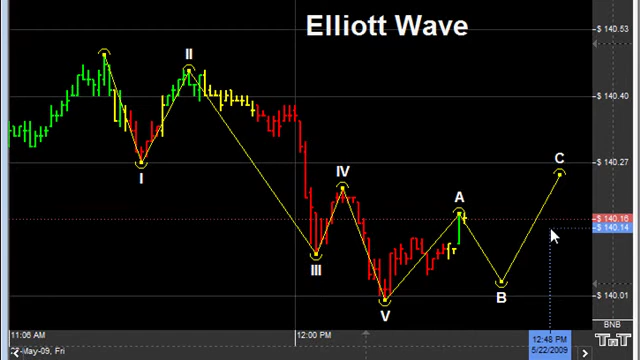 Elliott Wave
$ 140.53
II
$ 140.40
C
$ 140.27
IV
I
A
$ 140.16
$ 140.14
III
B
$ 140.01
V
BNB
11:06 AM
12:00 PM
12:48 PM
TnT
-May-09, Fri
5/22/2009